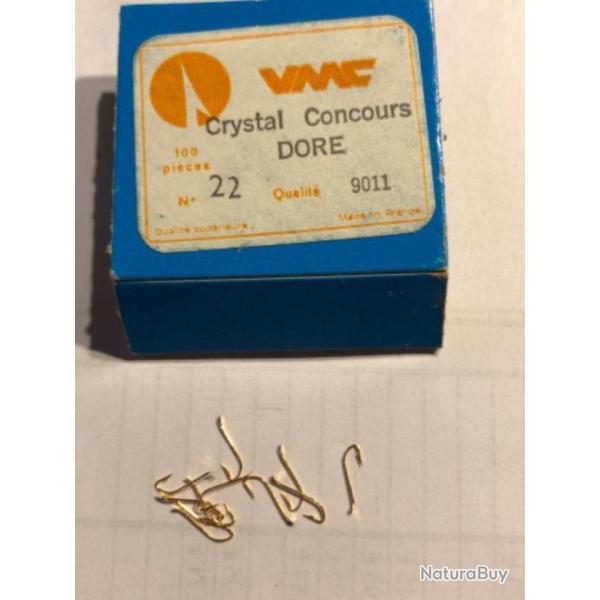 VMC
Crystal Concours
100 DORE
pièces
N° 22 Qualité 9011
Qualité supérieure Made in France
NaturaBuy